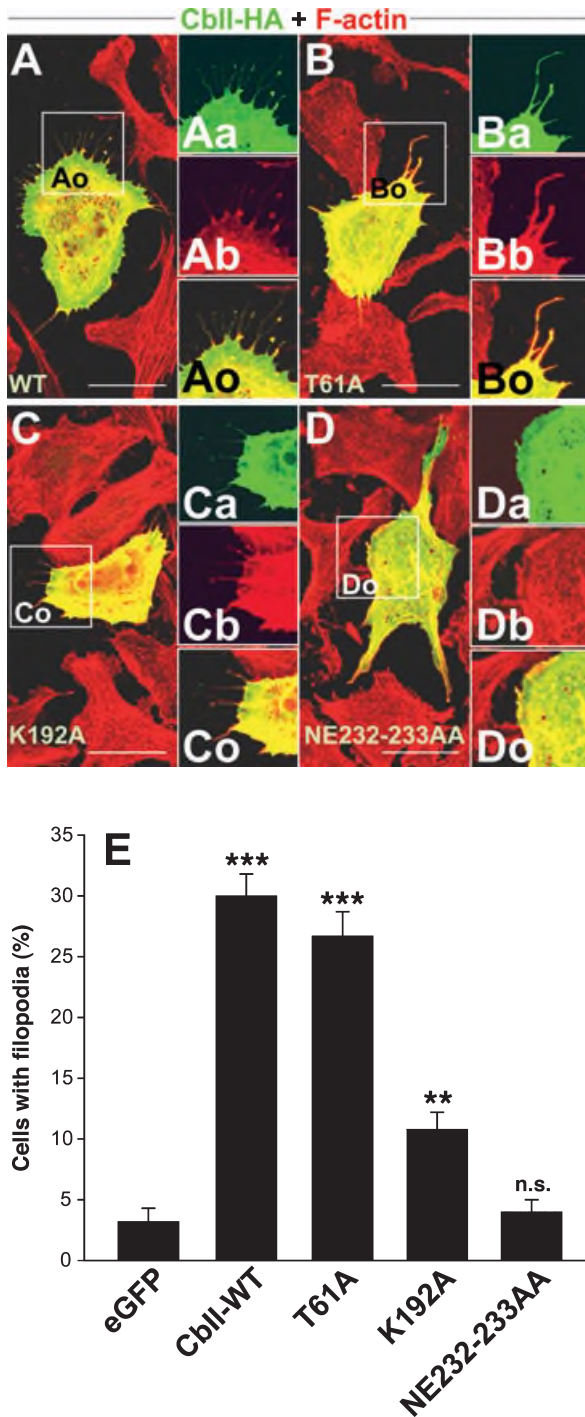 CbII-HA + F-actin
A
Aa
B
Ba
Ao
Ab
Bo
Bb
WT
Ao
T61A
Bo
C
Ca
D
Da
Co
Cb
Do
Db
K192A
Co
NE232-233AA
Do
E
Cells with filopodia (%)
35
30
25
20
15
10
5
0
***
***
**
n.s.
eGFP
CbII-WT
T61A
K192A
NE232-233AA